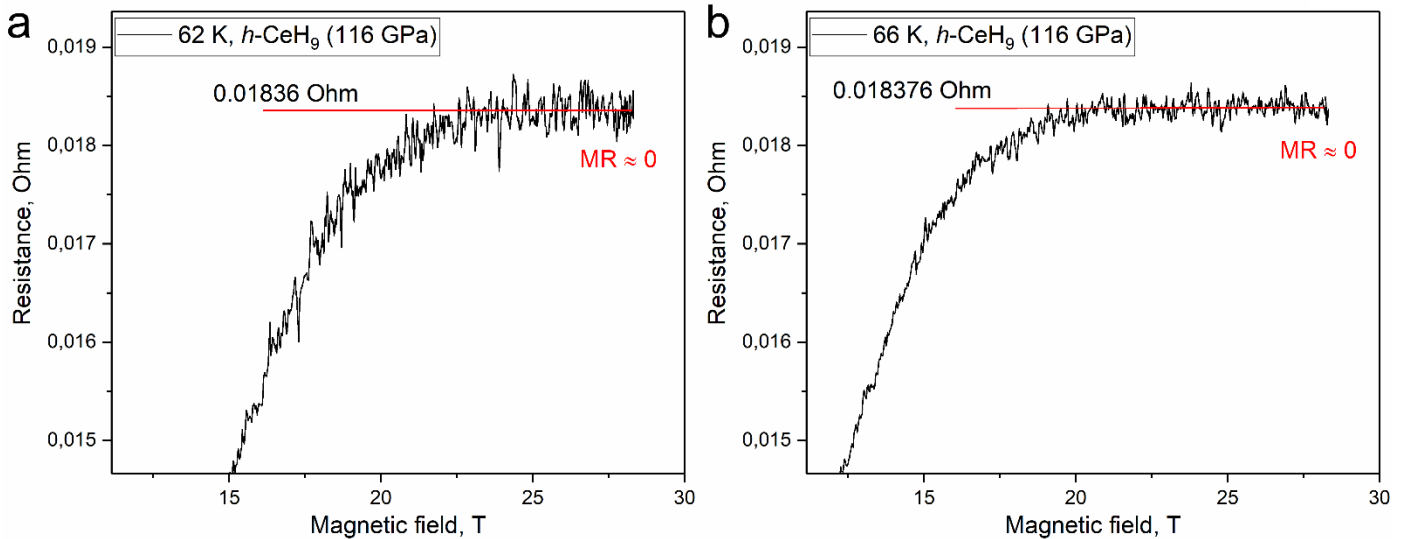 a
62 K, h-CeH₉ (116 GPa)
0.01836 Ohm
MR ≈ 0
0,019
0,018
0,017
0,016
0,015
Resistance, Ohm
15
20
25
30
Magnetic field, T
b
66 K, h-CeH₉ (116 GPa)
0.018376 Ohm
MR ≈ 0
0,019
0,018
0,017
0,016
0,015
Resistance, Ohm
15
20
25
30
Magnetic field, T